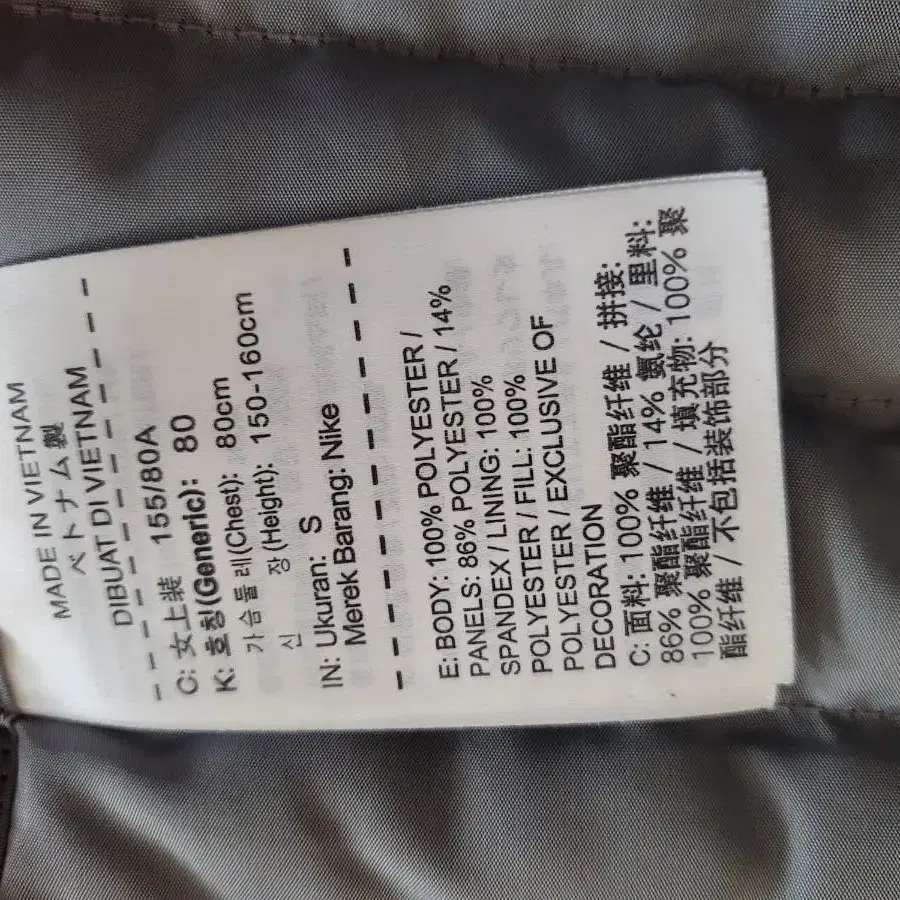 MADE IN VIETNAM
ベトナム製
DIBUAT DI VIETNAM
C: 女上装 155/80A
K: 호칭(Generic): 80
가슴둘레(Chest): 80cm
신 장(Height): 150-160cm
IN: Ukuran: S
Merek Barang: Nike
E: BODY: 100% POLYESTER /
PANELS: 86% POLYESTER / 14%
SPANDEX / LINING: 100%
POLYESTER / FILL: 100%
POLYESTER / EXCLUSIVE OF
DECORATION
C: 面料: 100% 聚酯纤维 / 拼接:
86% 聚酯纤维 / 14% 氨纶 / 里料:
100% 聚酯纤维 / 填充物: 100% 聚
酯纤维 / 不包括装饰部分